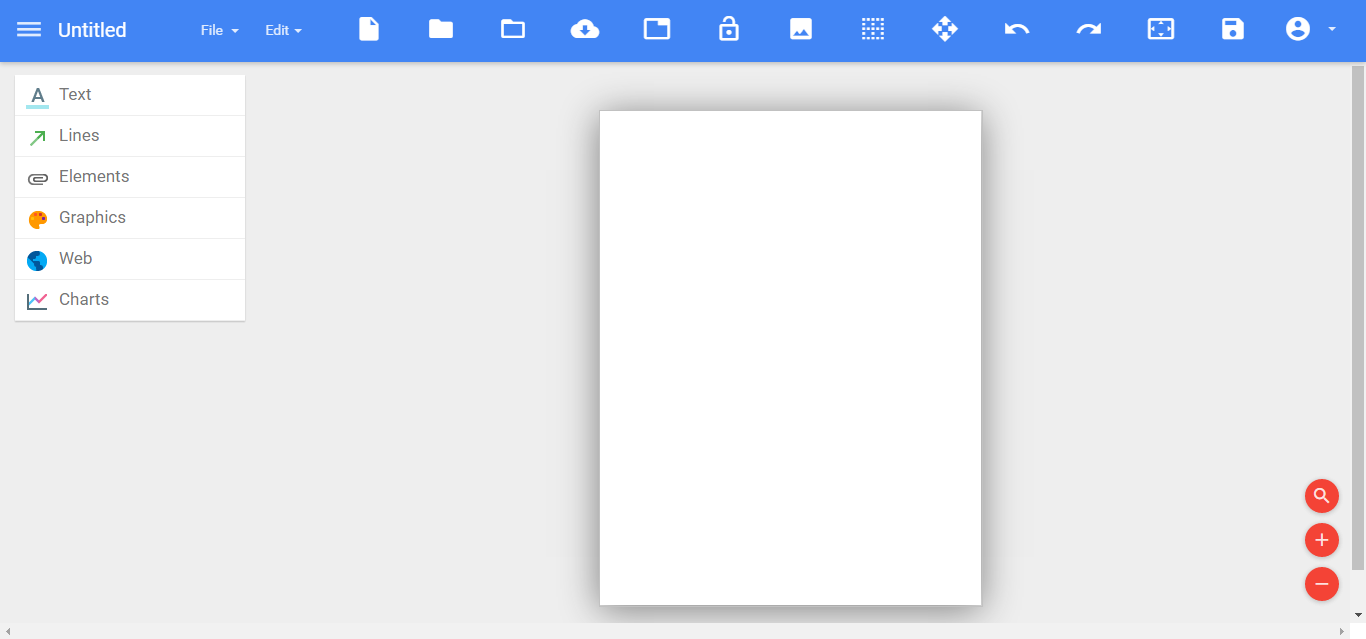 Untitled
File
Edit
Text
Lines
Elements
Graphics
Web
Charts